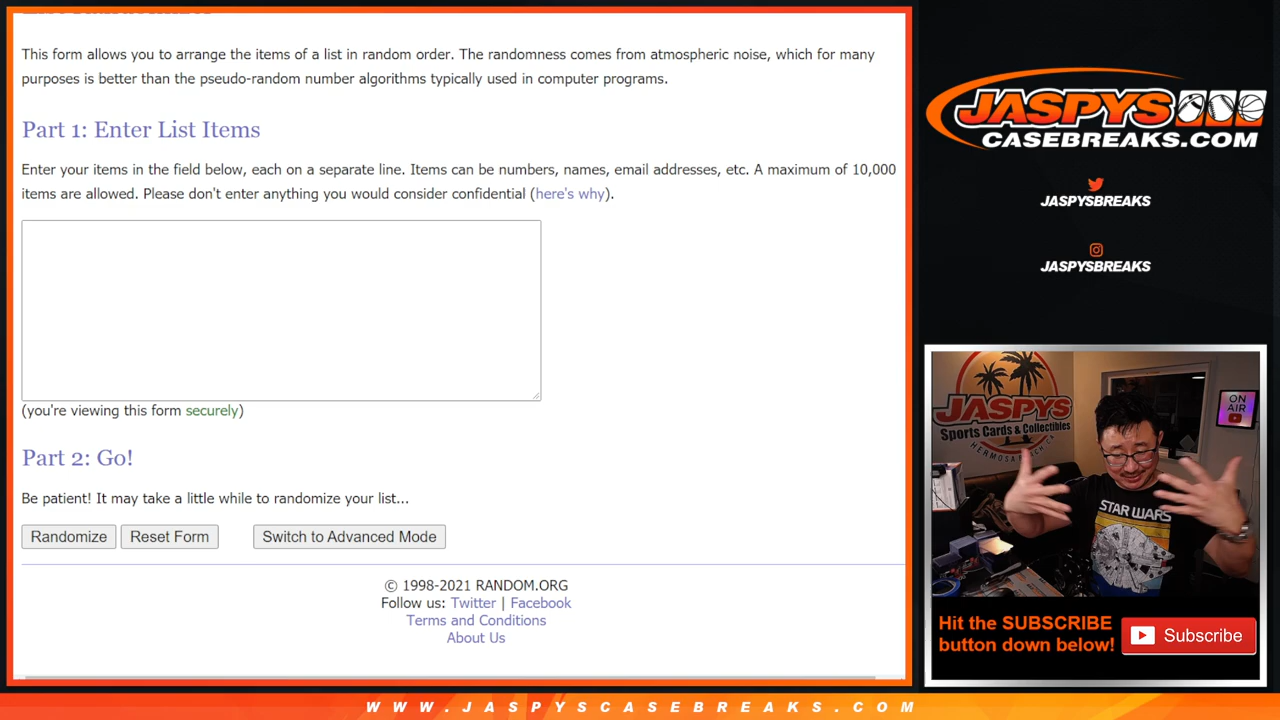 This form allows you to arrange the items of a list in random order. The randomness comes from atmospheric noise, which for many
purposes is better than the pseudo-random number algorithms typically used in computer programs.
Part 1: Enter List Items
Enter your items in the field below, each on a separate line. Items can be numbers, names, email addresses, etc. A maximum of 10,000
items are allowed. Please don't enter anything you would consider confidential (here's why).
(you're viewing this form securely)
Part 2: Go!
Be patient! It may take a little while to randomize your list...
Randomize Reset Form Switch to Advanced Mode
© 1998-2021 RANDOM.ORG
Follow us: Twitter | Facebook
Terms and Conditions
About Us
JASPYS
CASEBREAKS.COM
JASPYSBREAKS
JASPYSBREAKS
JASPYS
Sports Cards & Collectibles
HERMOSA BEACH, CA
ON
AIR
STAR WARS
Hit the SUBSCRIBE
button down below!
Subscribe
WWW.JASPYSCASEBREAKS.COM